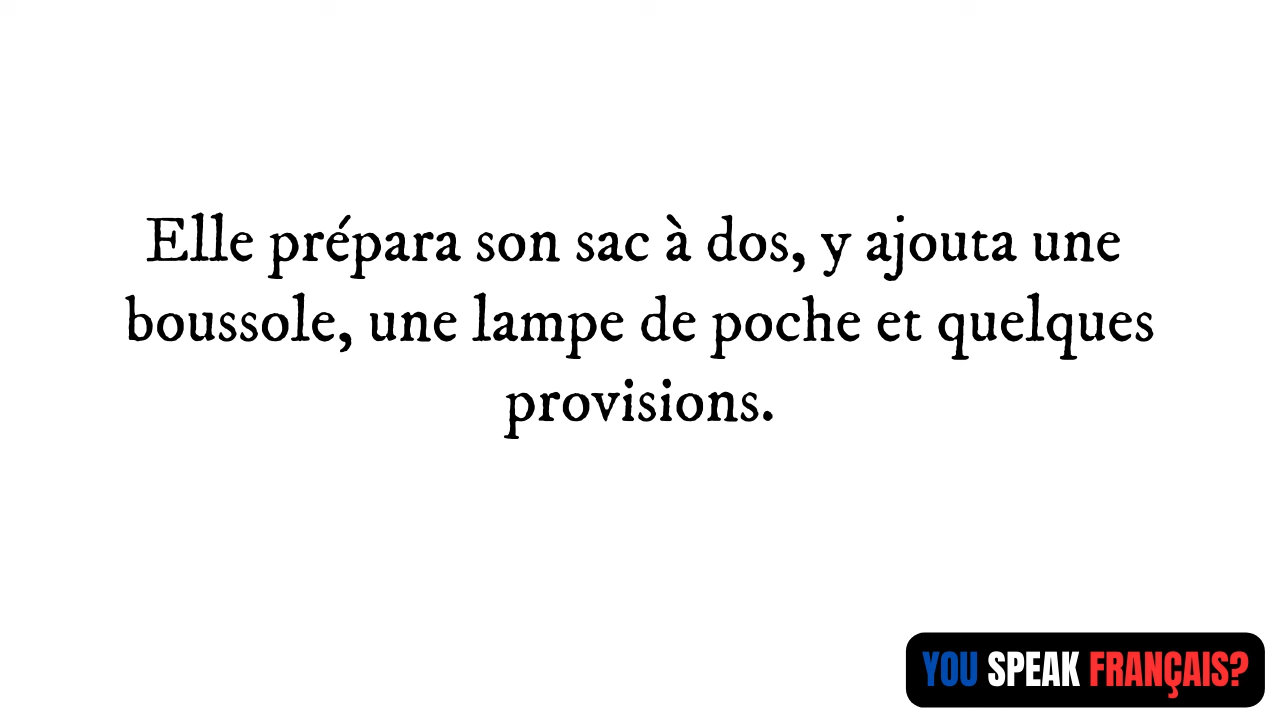 Elle prépara son sac à dos, y ajouta une
boussole, une lampe de poche et quelques
provisions.
YOU SPEAK FRANÇAIS?